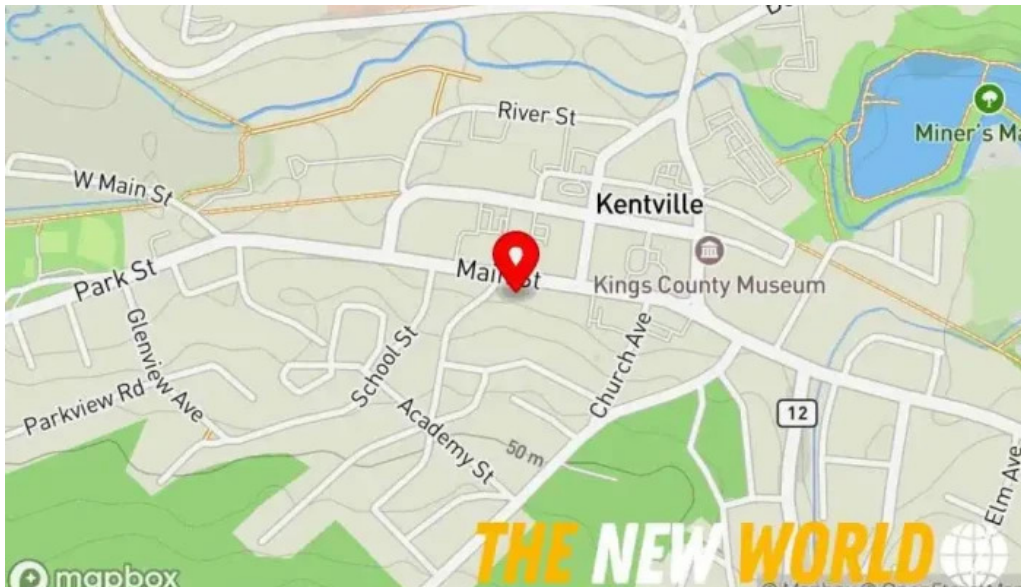 River St
W Main St
Kentville
Miner's Ma
Main St
Park St
Kings County Museum
Glenview Ave
School St
Church Ave
Parkview Rd
Academy St
12
50 m
Elm Ave
THE NEW WORLD
mapbox